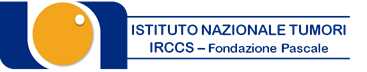 ISTITUTO NAZIONALE TUMORI
IRCCS – Fondazione Pascale